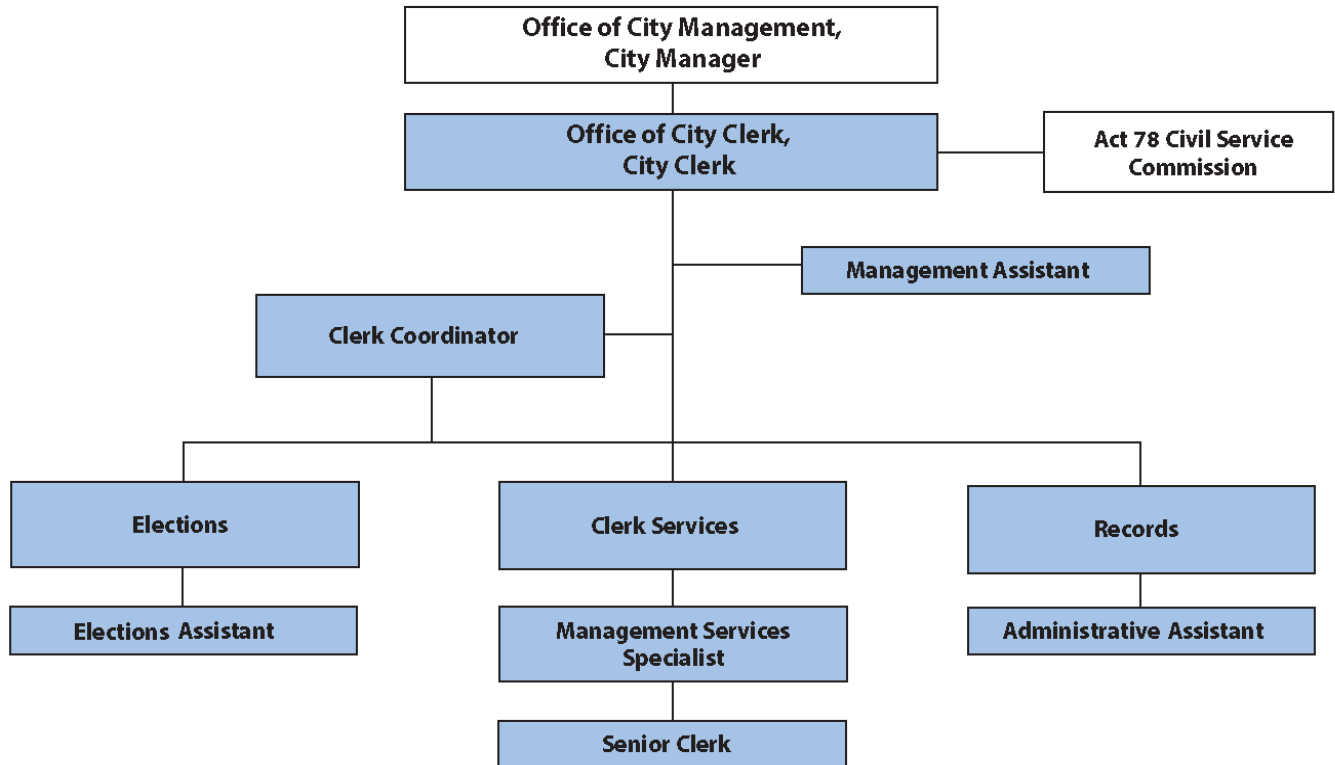 Office of City Management,
City Manager
Office of City Clerk,
City Clerk
Act 78 Civil Service
Commission
Management Assistant
Clerk Coordinator
Elections
Clerk Services
Records
Elections Assistant
Management Services
Specialist
Administrative Assistant
Senior Clerk